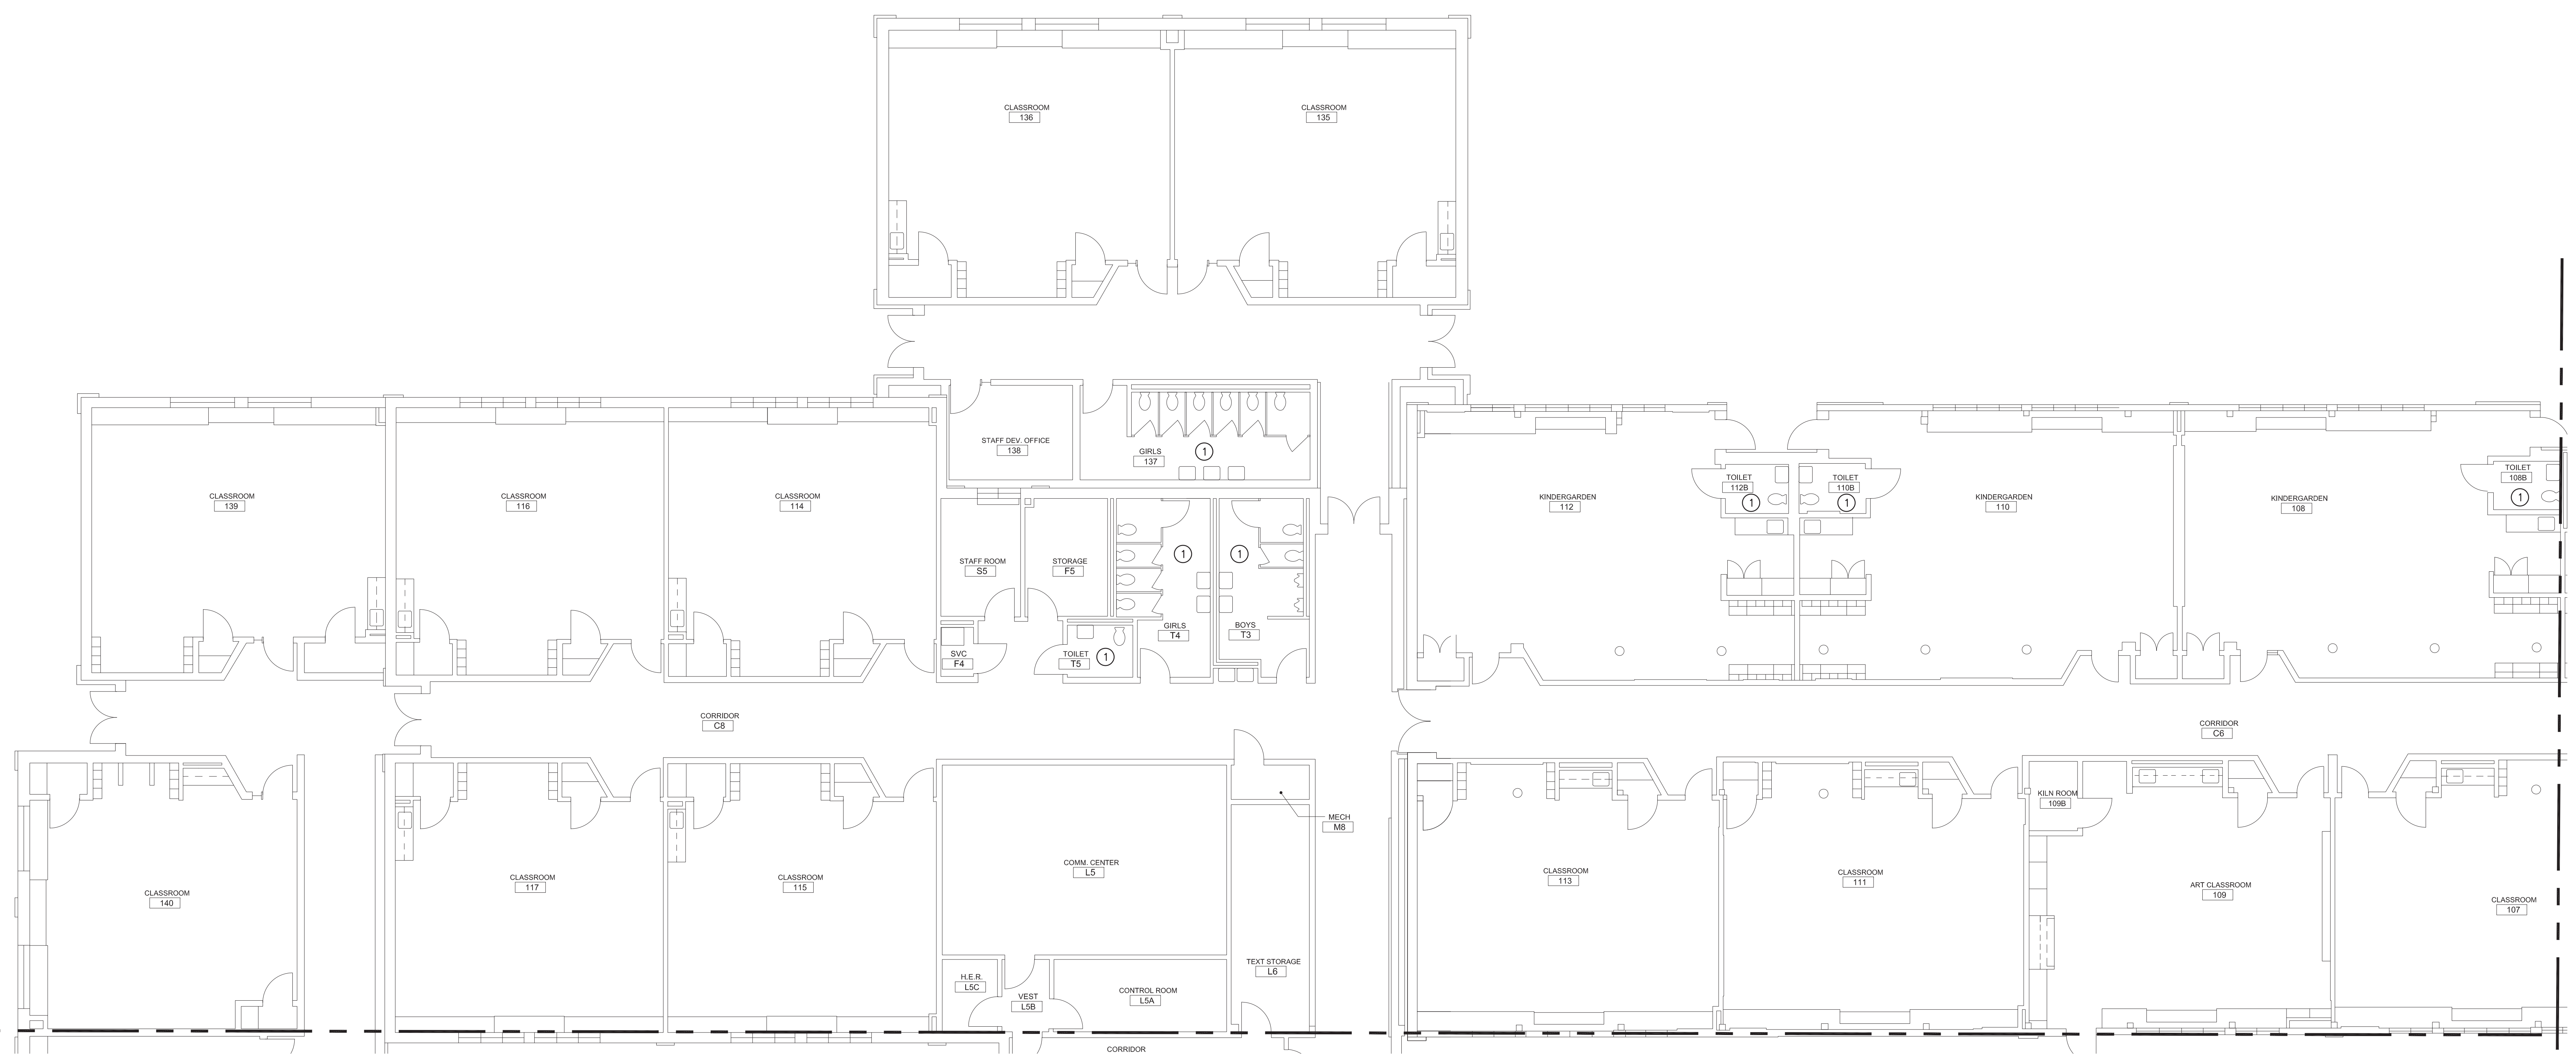 CLASSROOM
136
CLASSROOM
135
STAFF DEV. OFFICE
138
GIRLS
137
1
CLASSROOM
139
CLASSROOM
116
CLASSROOM
114
KINDERGARDEN
112
TOILET
112B
1
TOILET
110B
1
KINDERGARDEN
110
KINDERGARDEN
108
TOILET
108B
1
STAFF ROOM
S5
STORAGE
F5
1
1
GIRLS
T4
BOYS
T3
SVC
F4
TOILET
T5
1
CORRIDOR
C8
CORRIDOR
C6
KILN ROOM
109B
MECH
M8
CLASSROOM
140
CLASSROOM
117
CLASSROOM
115
COMM. CENTER
L5
CLASSROOM
113
CLASSROOM
111
ART CLASSROOM
109
CLASSROOM
107
H.E.R.
L5C
VEST
L5B
CONTROL ROOM
L5A
TEXT STORAGE
L6
CORRIDOR